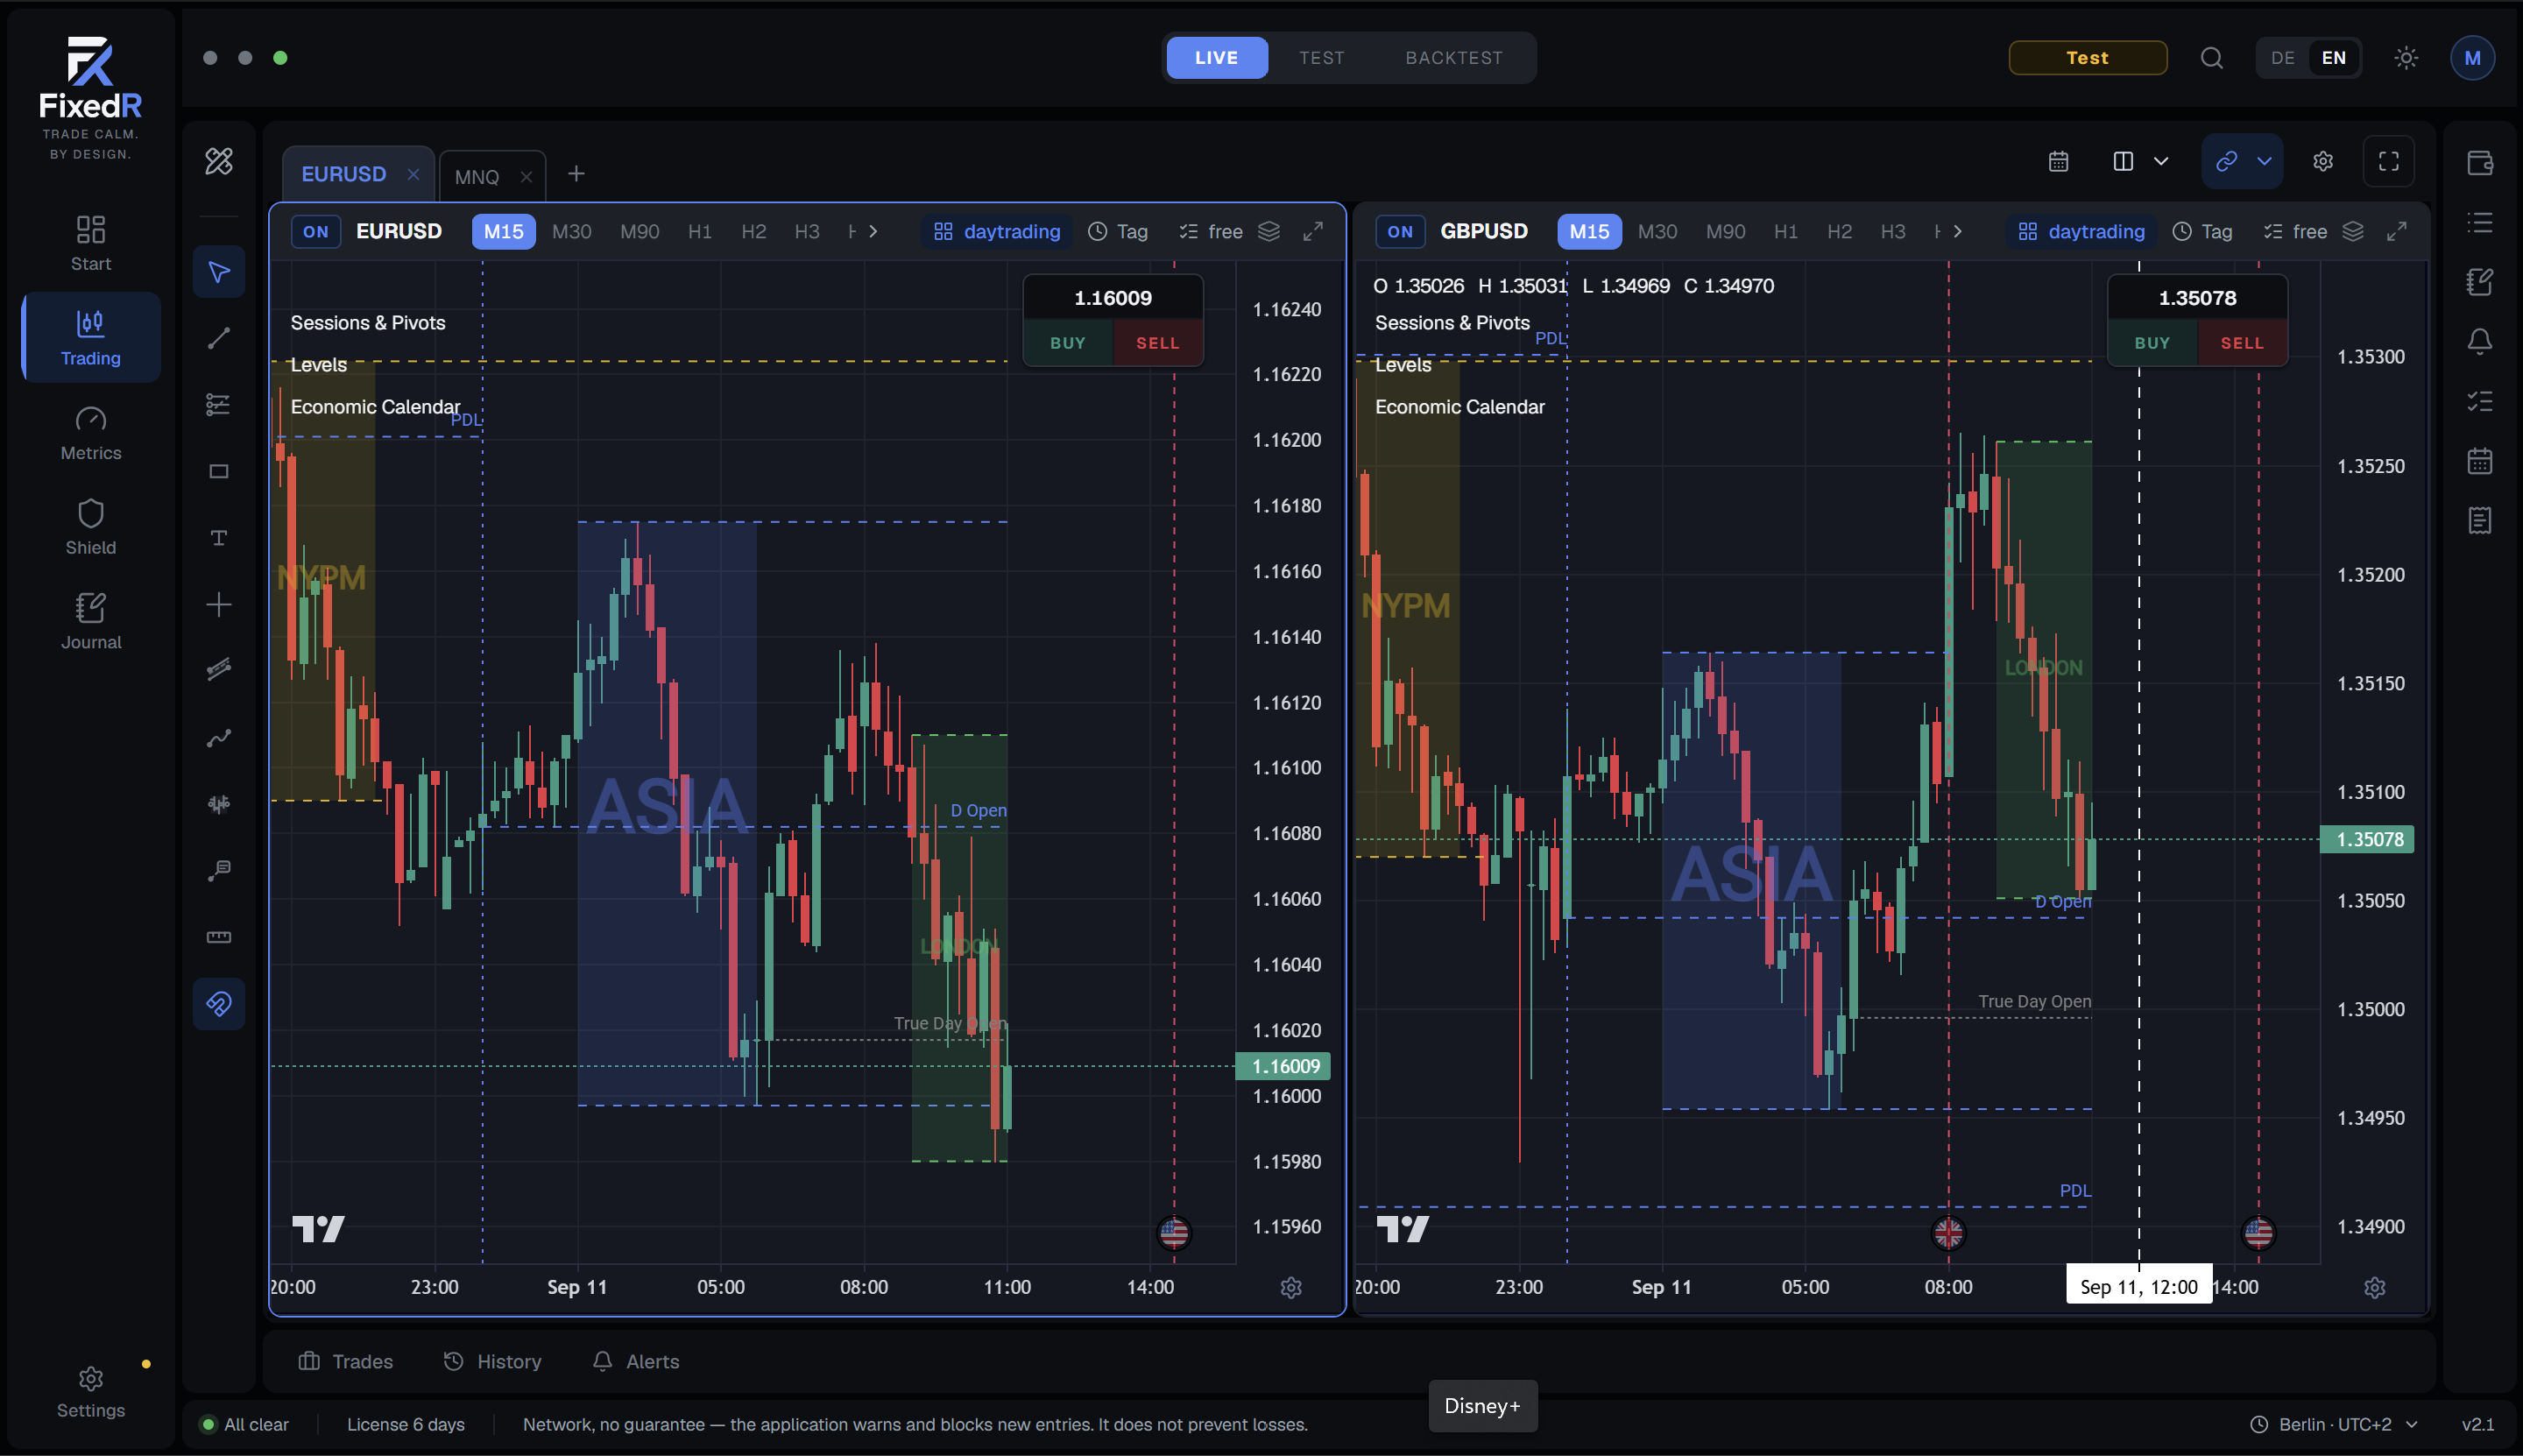 FixedR
TRADE CALM.
BY DESIGN.
LIVE TEST BACKTEST
Test
DE EN
M
Start
Trading
Metrics
Shield
Journal
Settings
EURUSD
MNQ
ON EURUSD M15 M30 M90 H1 H2 H3 daytrading Tag free
Sessions & Pivots
Levels
Economic Calendar
PDL
1.16009
BUY SELL
NYPM
ASIA
LONDON
D Open
True Day Open
1.16240
1.16220
1.16200
1.16180
1.16160
1.16140
1.16120
1.16100
1.16080
1.16060
1.16040
1.16020
1.16009
1.16000
1.15980
1.15960
20:00 23:00 Sep 11 05:00 08:00 11:00 14:00
ON GBPUSD M15 M30 M90 H1 H2 H3 daytrading Tag free
O 1.35026 H 1.35031 L 1.34969 C 1.34970
Sessions & Pivots
PDL
Levels
Economic Calendar
1.35078
BUY SELL
NYPM
ASIA
LONDON
D Open
True Day Open
PDL
1.35300
1.35250
1.35200
1.35150
1.35100
1.35078
1.35050
1.35000
1.34950
1.34900
20:00 23:00 Sep 11 05:00 08:00 Sep 11, 12:00 14:00
Trades History Alerts
Disney+
All clear License 6 days Network, no guarantee — the application warns and blocks new entries. It does not prevent losses.
Berlin · UTC+2 v2.1